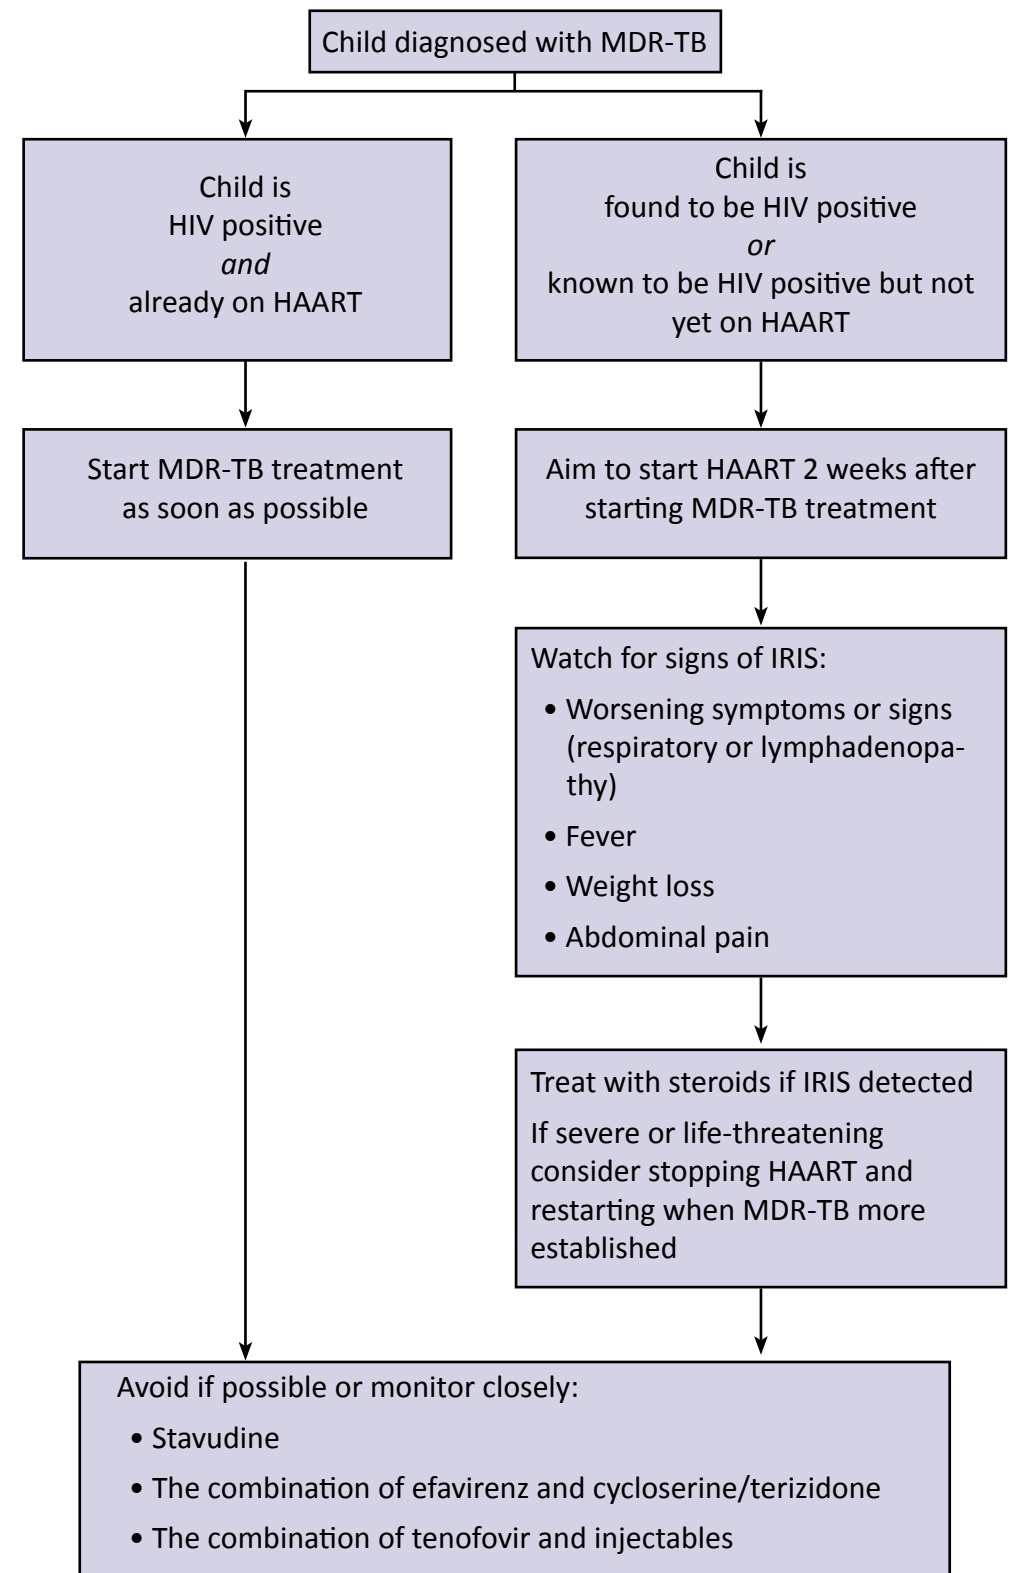 Child diagnosed with MDR-TB
Child is
HIV positive
and
already on HAART
Child is
found to be HIV positive
or
known to be HIV positive but not
yet on HAART
Start MDR-TB treatment
as soon as possible
Aim to start HAART 2 weeks after
starting MDR-TB treatment
Watch for signs of IRIS:
• Worsening symptoms or signs
(respiratory or lymphadenopa-
thy)
• Fever
• Weight loss
• Abdominal pain
Treat with steroids if IRIS detected
If severe or life-threatening
consider stopping HAART and
restarting when MDR-TB more
established
Avoid if possible or monitor closely:
• Stavudine
• The combination of efavirenz and cycloserine/terizidone
• The combination of tenofovir and injectables